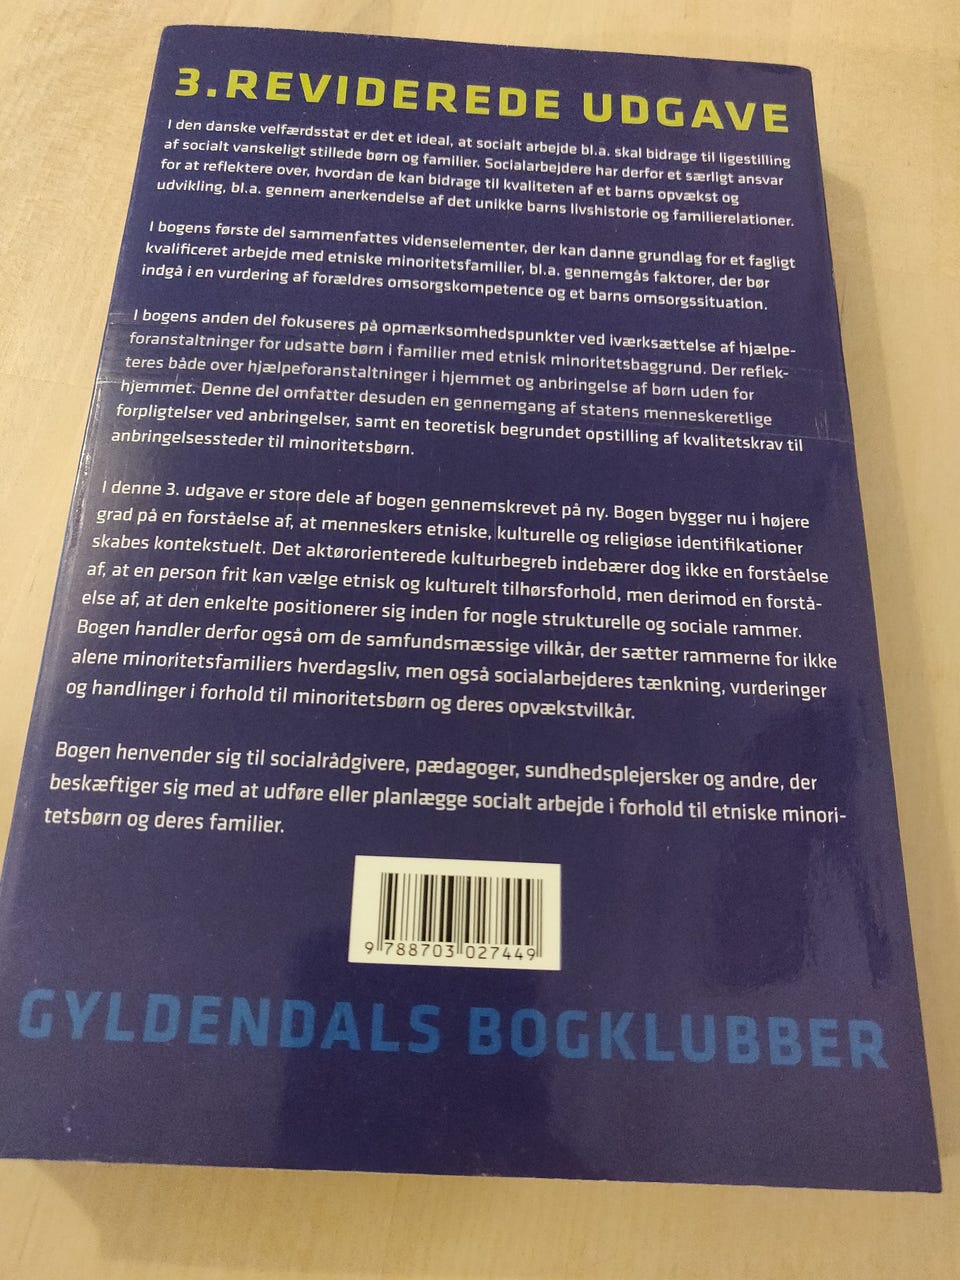 3. REVIDEREDE UDGAVE
I den danske velfærdsstat er det et ideal, at socialt arbejde bl.a. skal bidrage til ligestilling
af socialt vanskeligt stillede børn og familier. Socialarbejdere har derfor et særligt ansvar
for at reflektere over, hvordan de kan bidrage til kvaliteten af et barns opvækst og
udvikling, bl.a. gennem anerkendelse af det unikke barns livshistorie og familierelationer.
I bogens første del sammenfattes videnselementer, der kan danne grundlag for et fagligt
kvalificeret arbejde med etniske minoritetsfamilier, bl.a. gennemgås faktorer, der bør
indgå i en vurdering af forældres omsorgskompetence og et barns omsorgssituation.
I bogens anden del fokuseres på opmærksomhedspunkter ved iværksættelse af hjælpe-
foranstaltninger for udsatte børn i familier med etnisk minoritetsbaggrund. Der reflek-
teres både over hjælpeforanstaltninger i hjemmet og anbringelse af børn uden for
hjemmet. Denne del omfatter desuden en gennemgang af statens menneskeretlige
forpligtelser ved anbringelser, samt en teoretisk begrundet opstilling af kvalitetskrav til
anbringelsessteder til minoritetsbørn.
I denne 3. udgave er store dele af bogen gennemskrevet på ny. Bogen bygger nu i højere
grad på en forståelse af, at menneskers etniske, kulturelle og religiøse identifikationer
skabes kontekstuelt. Det aktørorienterede kulturbegreb indebærer dog ikke en forståelse
af, at en person frit kan vælge etnisk og kulturelt tilhørsforhold, men derimod en forstå-
else af, at den enkelte positionerer sig inden for nogle strukturelle og sociale rammer.
Bogen handler derfor også om de samfundsmæssige vilkår, der sætter rammerne for ikke
alene minoritetsfamiliers hverdagsliv, men også socialarbejderes tænkning, vurderinger
og handlinger i forhold til minoritetsbørn og deres opvækstvilkår.
Bogen henvender sig til socialrådgivere, pædagoger, sundhedsplejersker og andre, der
beskæftiger sig med at udføre eller planlægge socialt arbejde i forhold til etniske minori-
tetsbørn og deres familier.
9 788703 027449
GYLDENDALS BOGKLUBBER